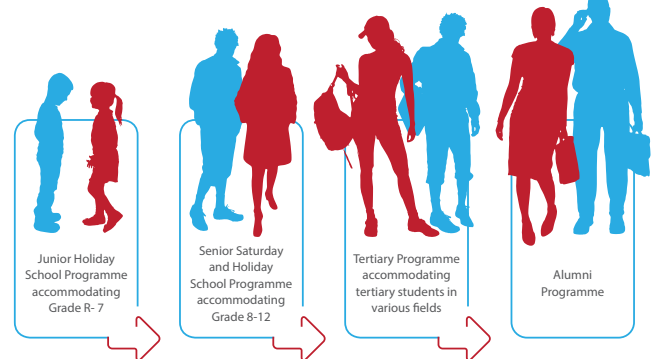 Junior Holiday
School Programme
accommodating
Grade R- 7
Senior Saturday
and Holiday
School Programme
accommodating
Grade 8-12
Tertiary Programme
accommodating
tertiary students in
various fields
Alumni
Programme